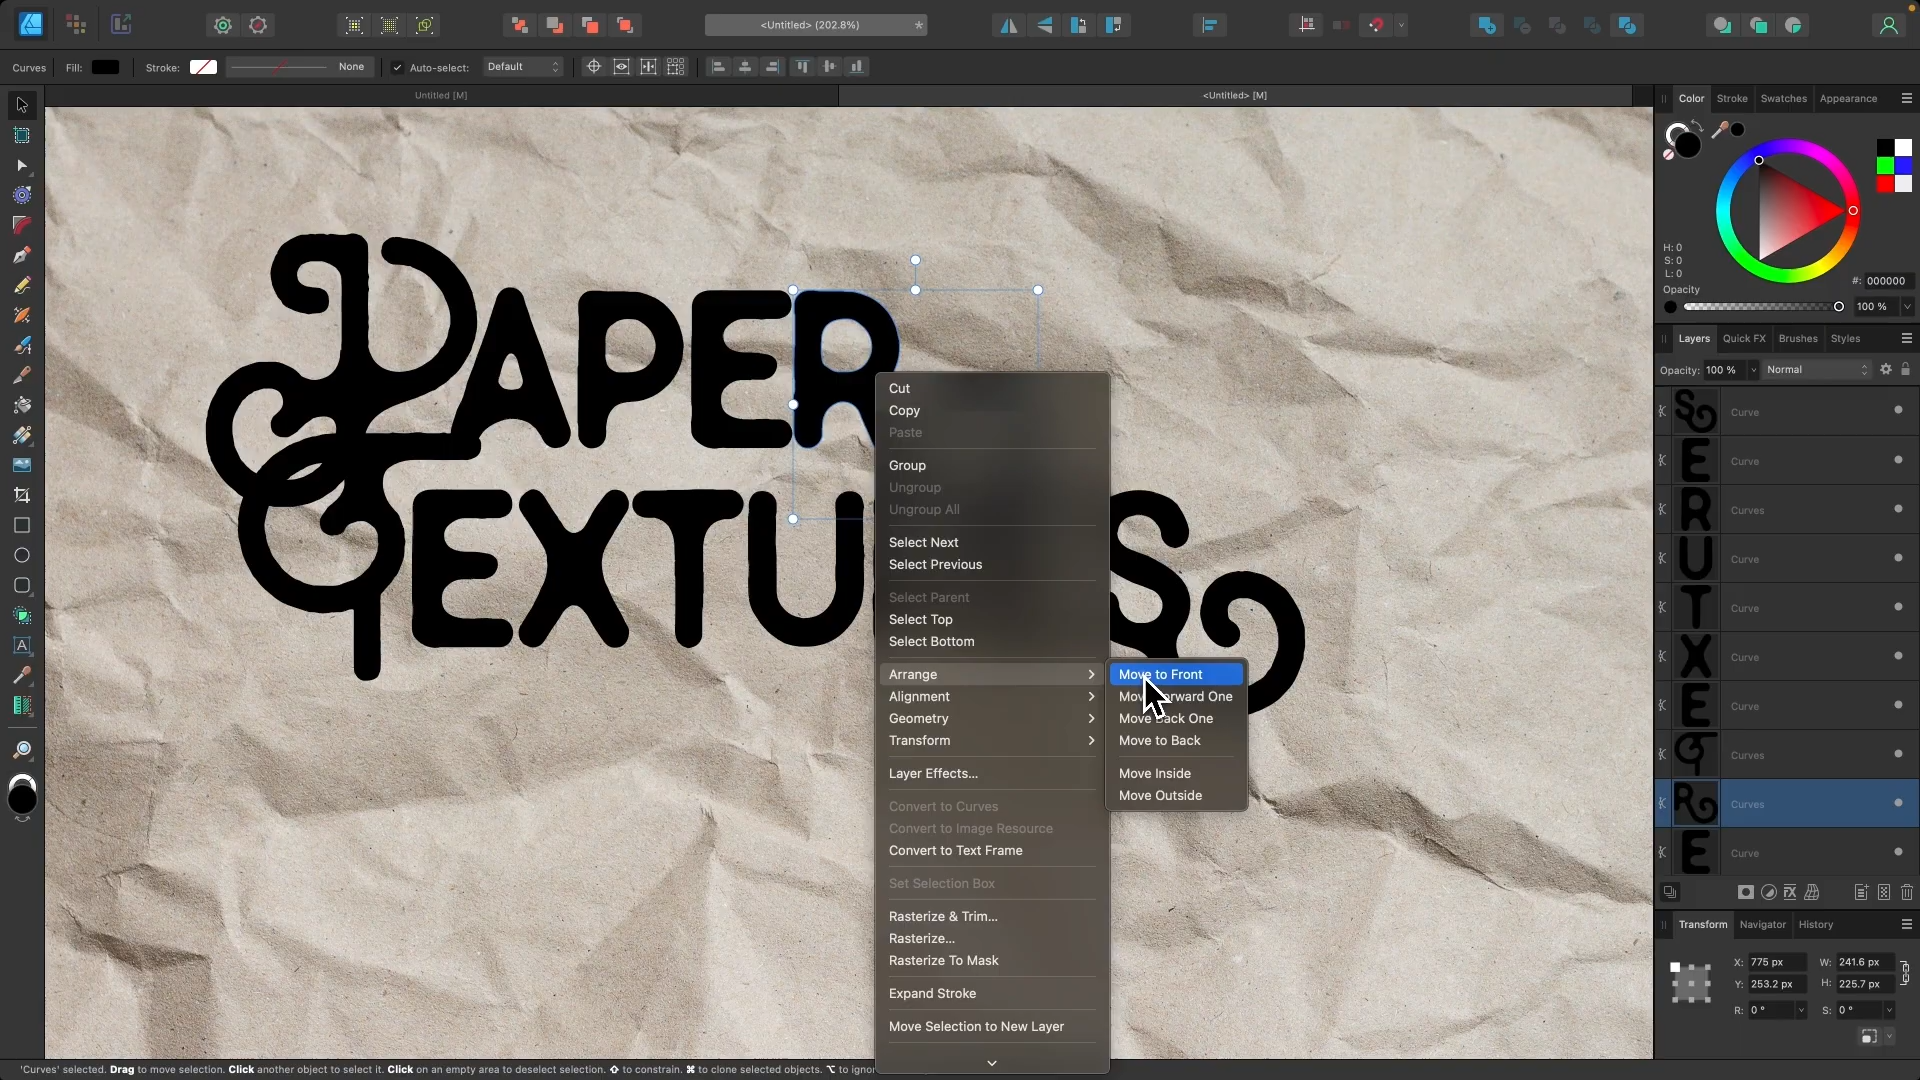 <Untitled> (202.8%)
*
Curves
Fill:
Stroke:
None
Auto-select:
Default
Untitled [M]
<Untitled> [M]
Color
Stroke
Swatches
Appearance
H: 0
S: 0
L: 0
#: 000000
Opacity
100 %
Layers
Quick FX
Brushes
Styles
Opacity: 100 %
Normal
Curve
Curve
Curves
Curve
Curve
Curve
Curve
Curves
Curves
Curve
Transform
Navigator
History
X: 775 px
W: 241.6 px
Y: 253.2 px
H: 225.7 px
R: 0 °
S: 0 °
PAPER
Cut
Copy
Paste
Group
Ungroup
Ungroup All
Select Next
Select Previous
Select Parent
Select Top
Select Bottom
Arrange
Alignment
Geometry
Transform
Layer Effects...
Convert to Curves
Convert to Image Resource
Convert to Text Frame
Set Selection Box
Rasterize & Trim...
Rasterize...
Rasterize To Mask
Expand Stroke
Move Selection to New Layer
Move to Front
Move Forward One
Move Back One
Move to Back
Move Inside
Move Outside
TEXTU S
'Curves' selected. Drag to move selection. Click another object to select it. Click on an empty area to deselect selection. ⇧ to constrain. ⌘ to clone selected objects. ⌥ to ignor